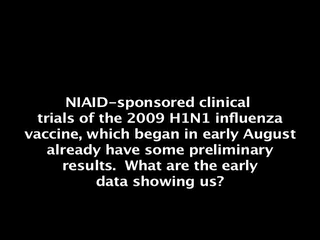 NIAID-sponsored clinical
trials of the 2009 H1N1 influenza
vaccine, which began in early August
already have some preliminary
results.  What are the early
data showing us?